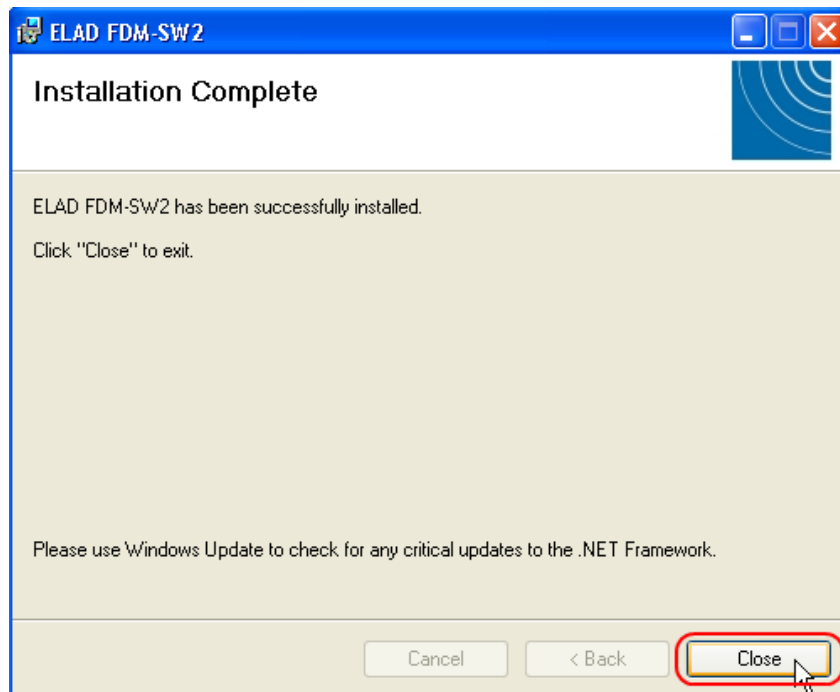 ELAD FDM-SW2
Installation Complete
ELAD FDM-SW2 has been successfully installed.
Click "Close" to exit.
Please use Windows Update to check for any critical updates to the .NET Framework.
Cancel
< Back
Close